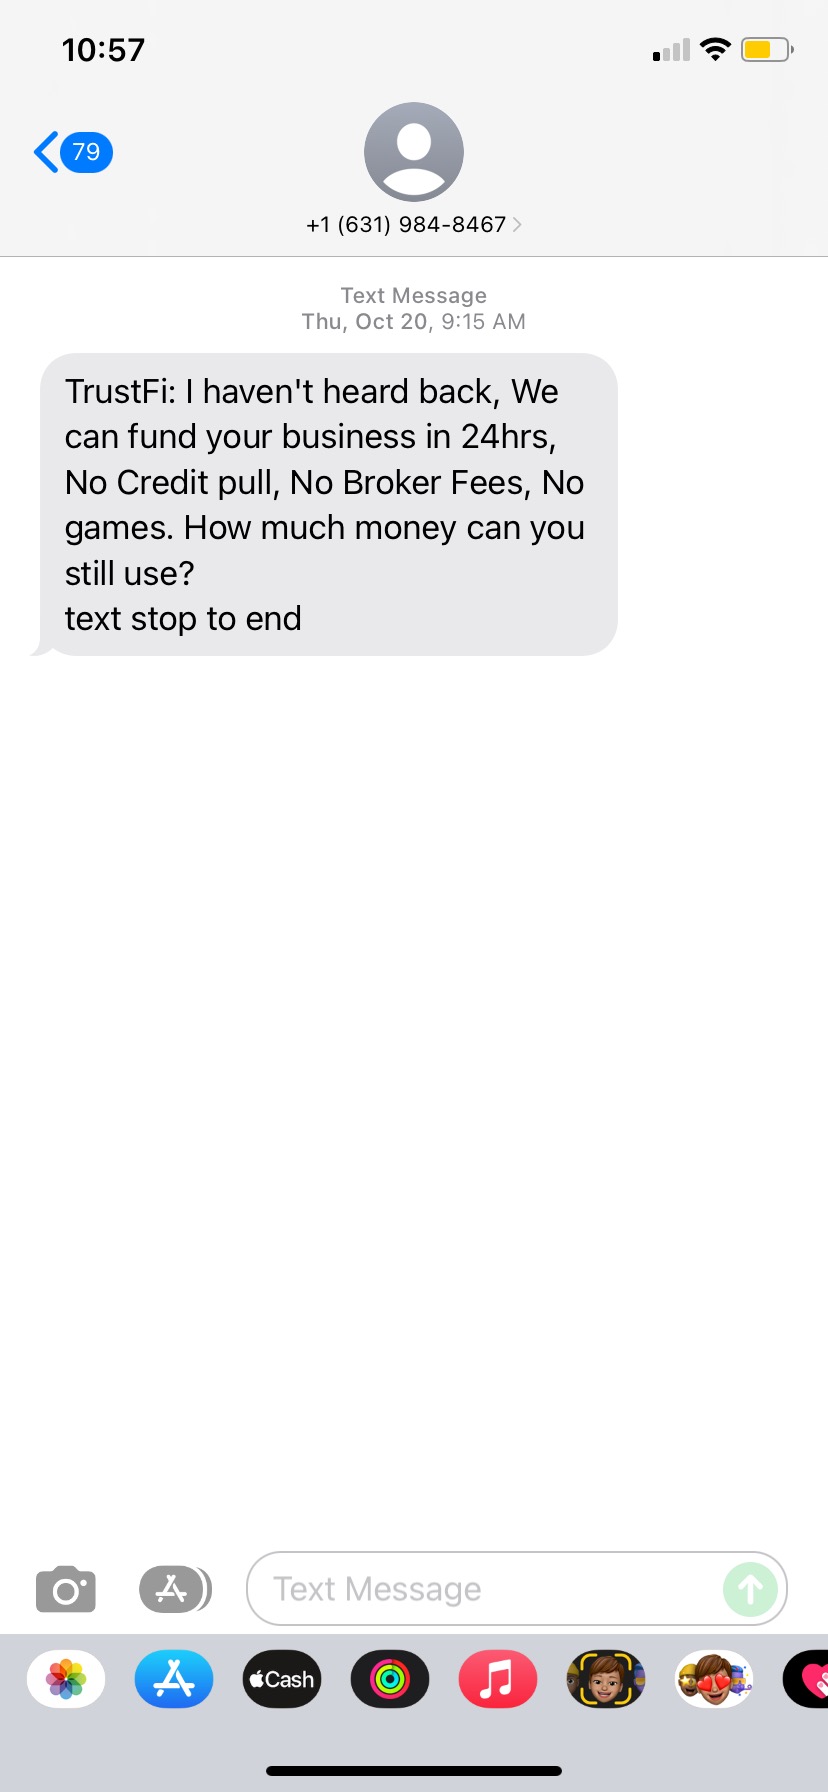 10:57
79
+1 (631) 984-8467
Text Message
Thu, Oct 20, 9:15 AM
TrustFi: I haven't heard back, We
can fund your business in 24hrs,
No Credit pull, No Broker Fees, No
games. How much money can you
still use?
text stop to end
Text Message
Cash